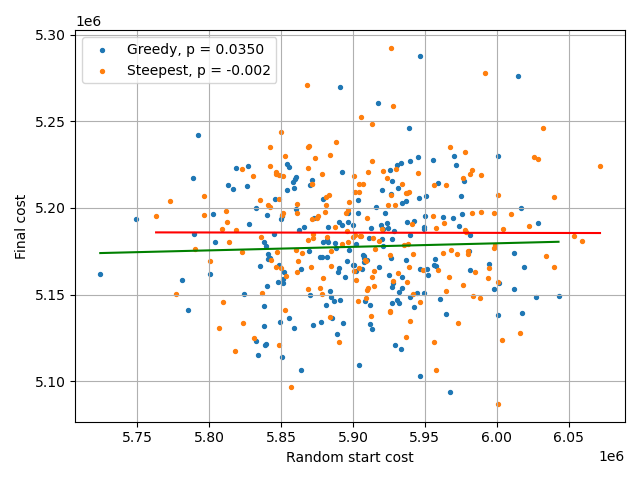 1e6
5.30
Greedy, p = 0.0350
Steepest, p = -0.002
5.25
5.20
5.15
5.10
Final cost
5.75 5.80 5.85 5.90 5.95 6.00 6.05
Random start cost
1e6